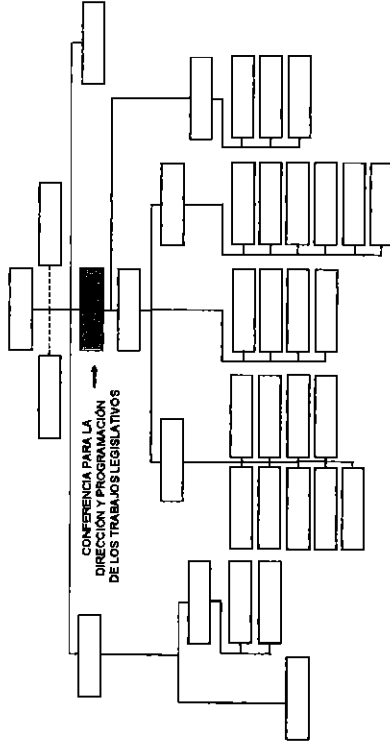 CONFERENCIA PARA LA
DIRECCIÓN Y PROGRAMACIÓN
DE LOS TRABAJOS LEGISLATIVOS